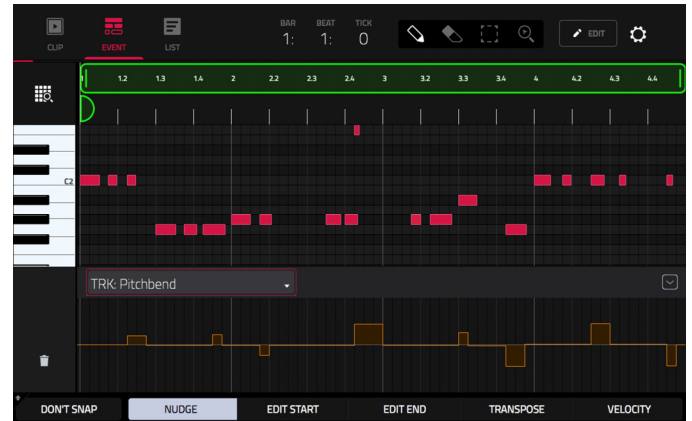 BAR BEAT TICK
1: 1: 0
EDIT
CLIP EVENT LIST
1 1.2 1.3 1.4 2 2.2 2.3 2.4 3 3.2 3.3 3.4 4 4.2 4.3 4.4
C2
TRK: Pitchbend
DON'T SNAP NUDGE EDIT START EDIT END TRANSPOSE VELOCITY